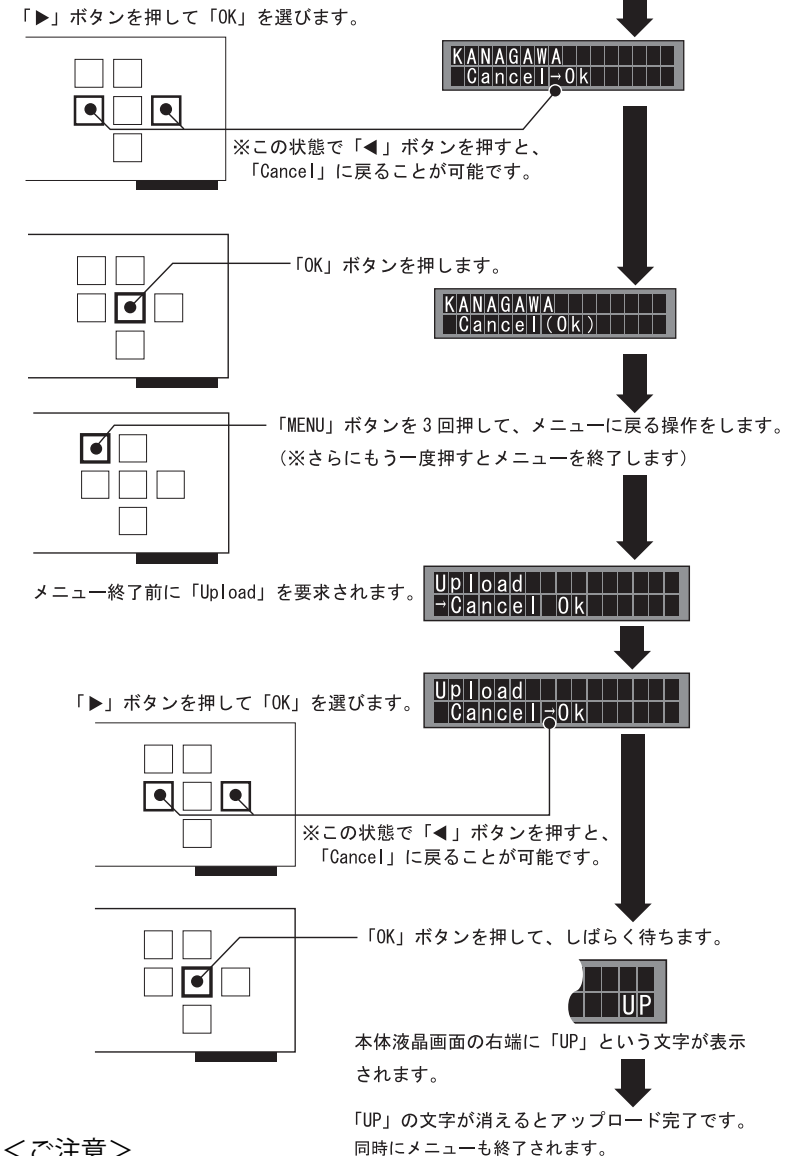 「▶」ボタンを押して「OK」を選びます。
KANAGAWA
Cancel→Ok
※この状態で「◀」ボタンを押すと、
「Cancel」に戻ることが可能です。
「OK」ボタンを押します。
KANAGAWA
Cancel(Ok)
「MENU」ボタンを3回押して、メニューに戻る操作をします。
(※さらにもう一度押すとメニューを終了します)
メニュー終了前に「Upload」を要求されます。
Upload
→Cancel Ok
「▶」ボタンを押して「OK」を選びます。
Upload
Cancel→Ok
※この状態で「◀」ボタンを押すと、
「Cancel」に戻ることが可能です。
「OK」ボタンを押して、しばらく待ちます。
UP
本体液晶画面の右端に「UP」という文字が表示
されます。
「UP」の文字が消えるとアップロード完了です。
同時にメニューも終了されます。
＜ご注意＞